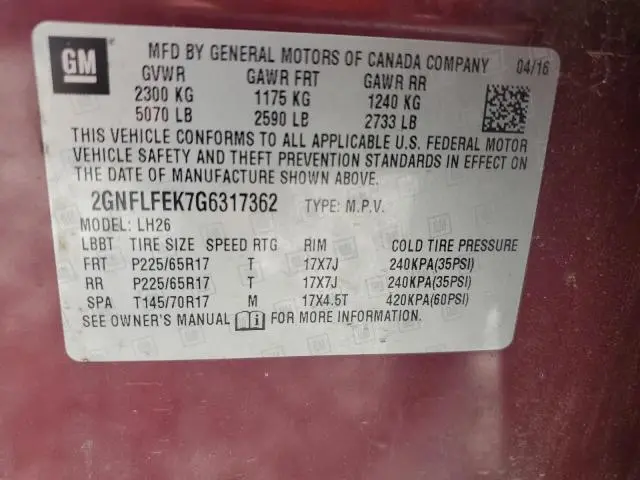 GM
MFD BY GENERAL MOTORS OF CANADA COMPANY 04/16
GVWR GAWR FRT GAWR RR
2300 KG 1175 KG 1240 KG
5070 LB 2590 LB 2733 LB
THIS VEHICLE CONFORMS TO ALL APPLICABLE U.S. FEDERAL MOTOR
VEHICLE SAFETY AND THEFT PREVENTION STANDARDS IN EFFECT ON
THE DATE OF MANUFACTURE SHOWN ABOVE.
2GNFLFEK7G6317362 TYPE: M.P.V.
MODEL: LH26
LBBT TIRE SIZE SPEED RTG RIM COLD TIRE PRESSURE
FRT P225/65R17 T 17X7J 240KPA(35PSI)
RR P225/65R17 T 17X7J 240KPA(35PSI)
SPA T145/70R17 M 17X4.5T 420KPA(60PSI)
SEE OWNER'S MANUAL FOR MORE INFORMATION.